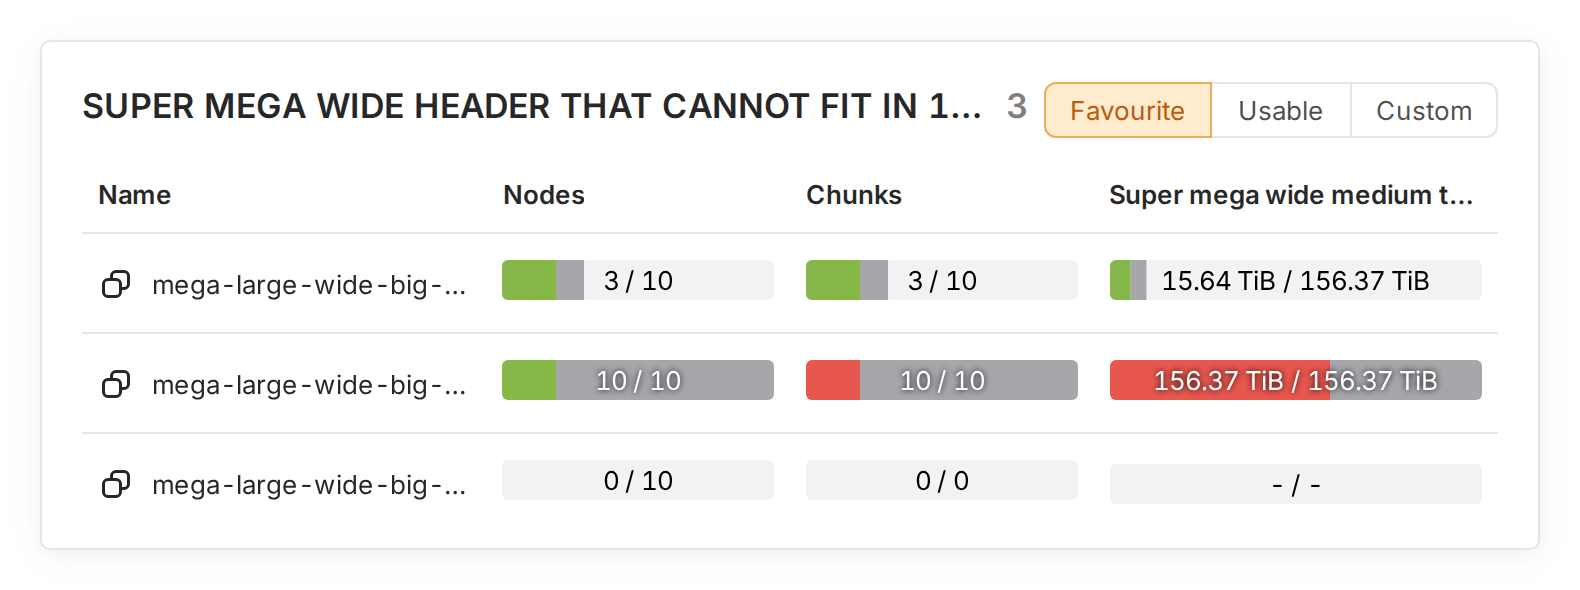 SUPER MEGA WIDE HEADER THAT CANNOT FIT IN 1... 3 Favourite Usable Custom
Name Nodes Chunks Super mega wide medium t...
mega-large-wide-big-... 3 / 10 3 / 10 15.64 TiB / 156.37 TiB
mega-large-wide-big-... 10 / 10 10 / 10 156.37 TiB / 156.37 TiB
mega-large-wide-big-... 0 / 10 0 / 0 - / -